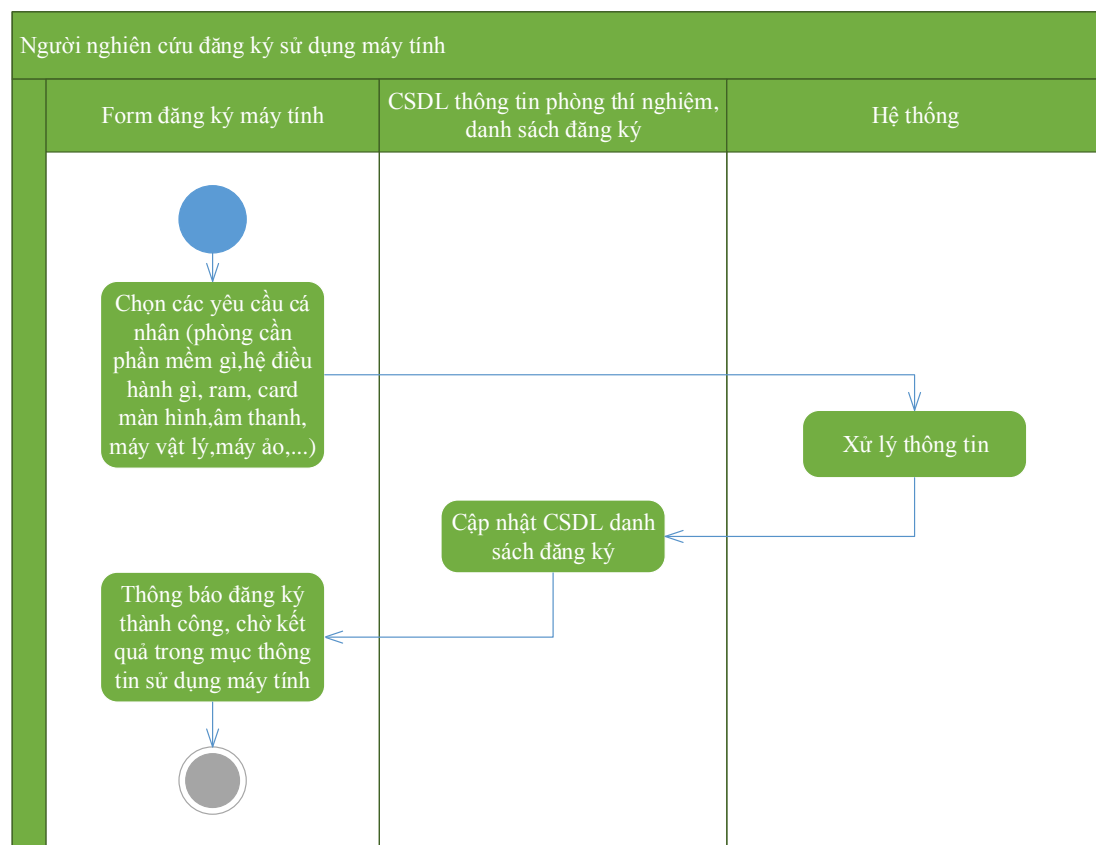 Người nghiên cứu đăng ký sử dụng máy tính
Form đăng ký máy tính
CSDL thông tin phòng thí nghiệm,
danh sách đăng ký
Hệ thống
Chọn các yêu cầu cá
nhân (phòng cần
phần mềm gì,hệ điều
hành gì, ram, card
màn hình,âm thanh,
máy vật lý,máy ảo,...)
Xử lý thông tin
Cập nhật CSDL danh
sách đăng ký
Thông báo đăng ký
thành công, chờ kết
quả trong mục thông
tin sử dụng máy tính